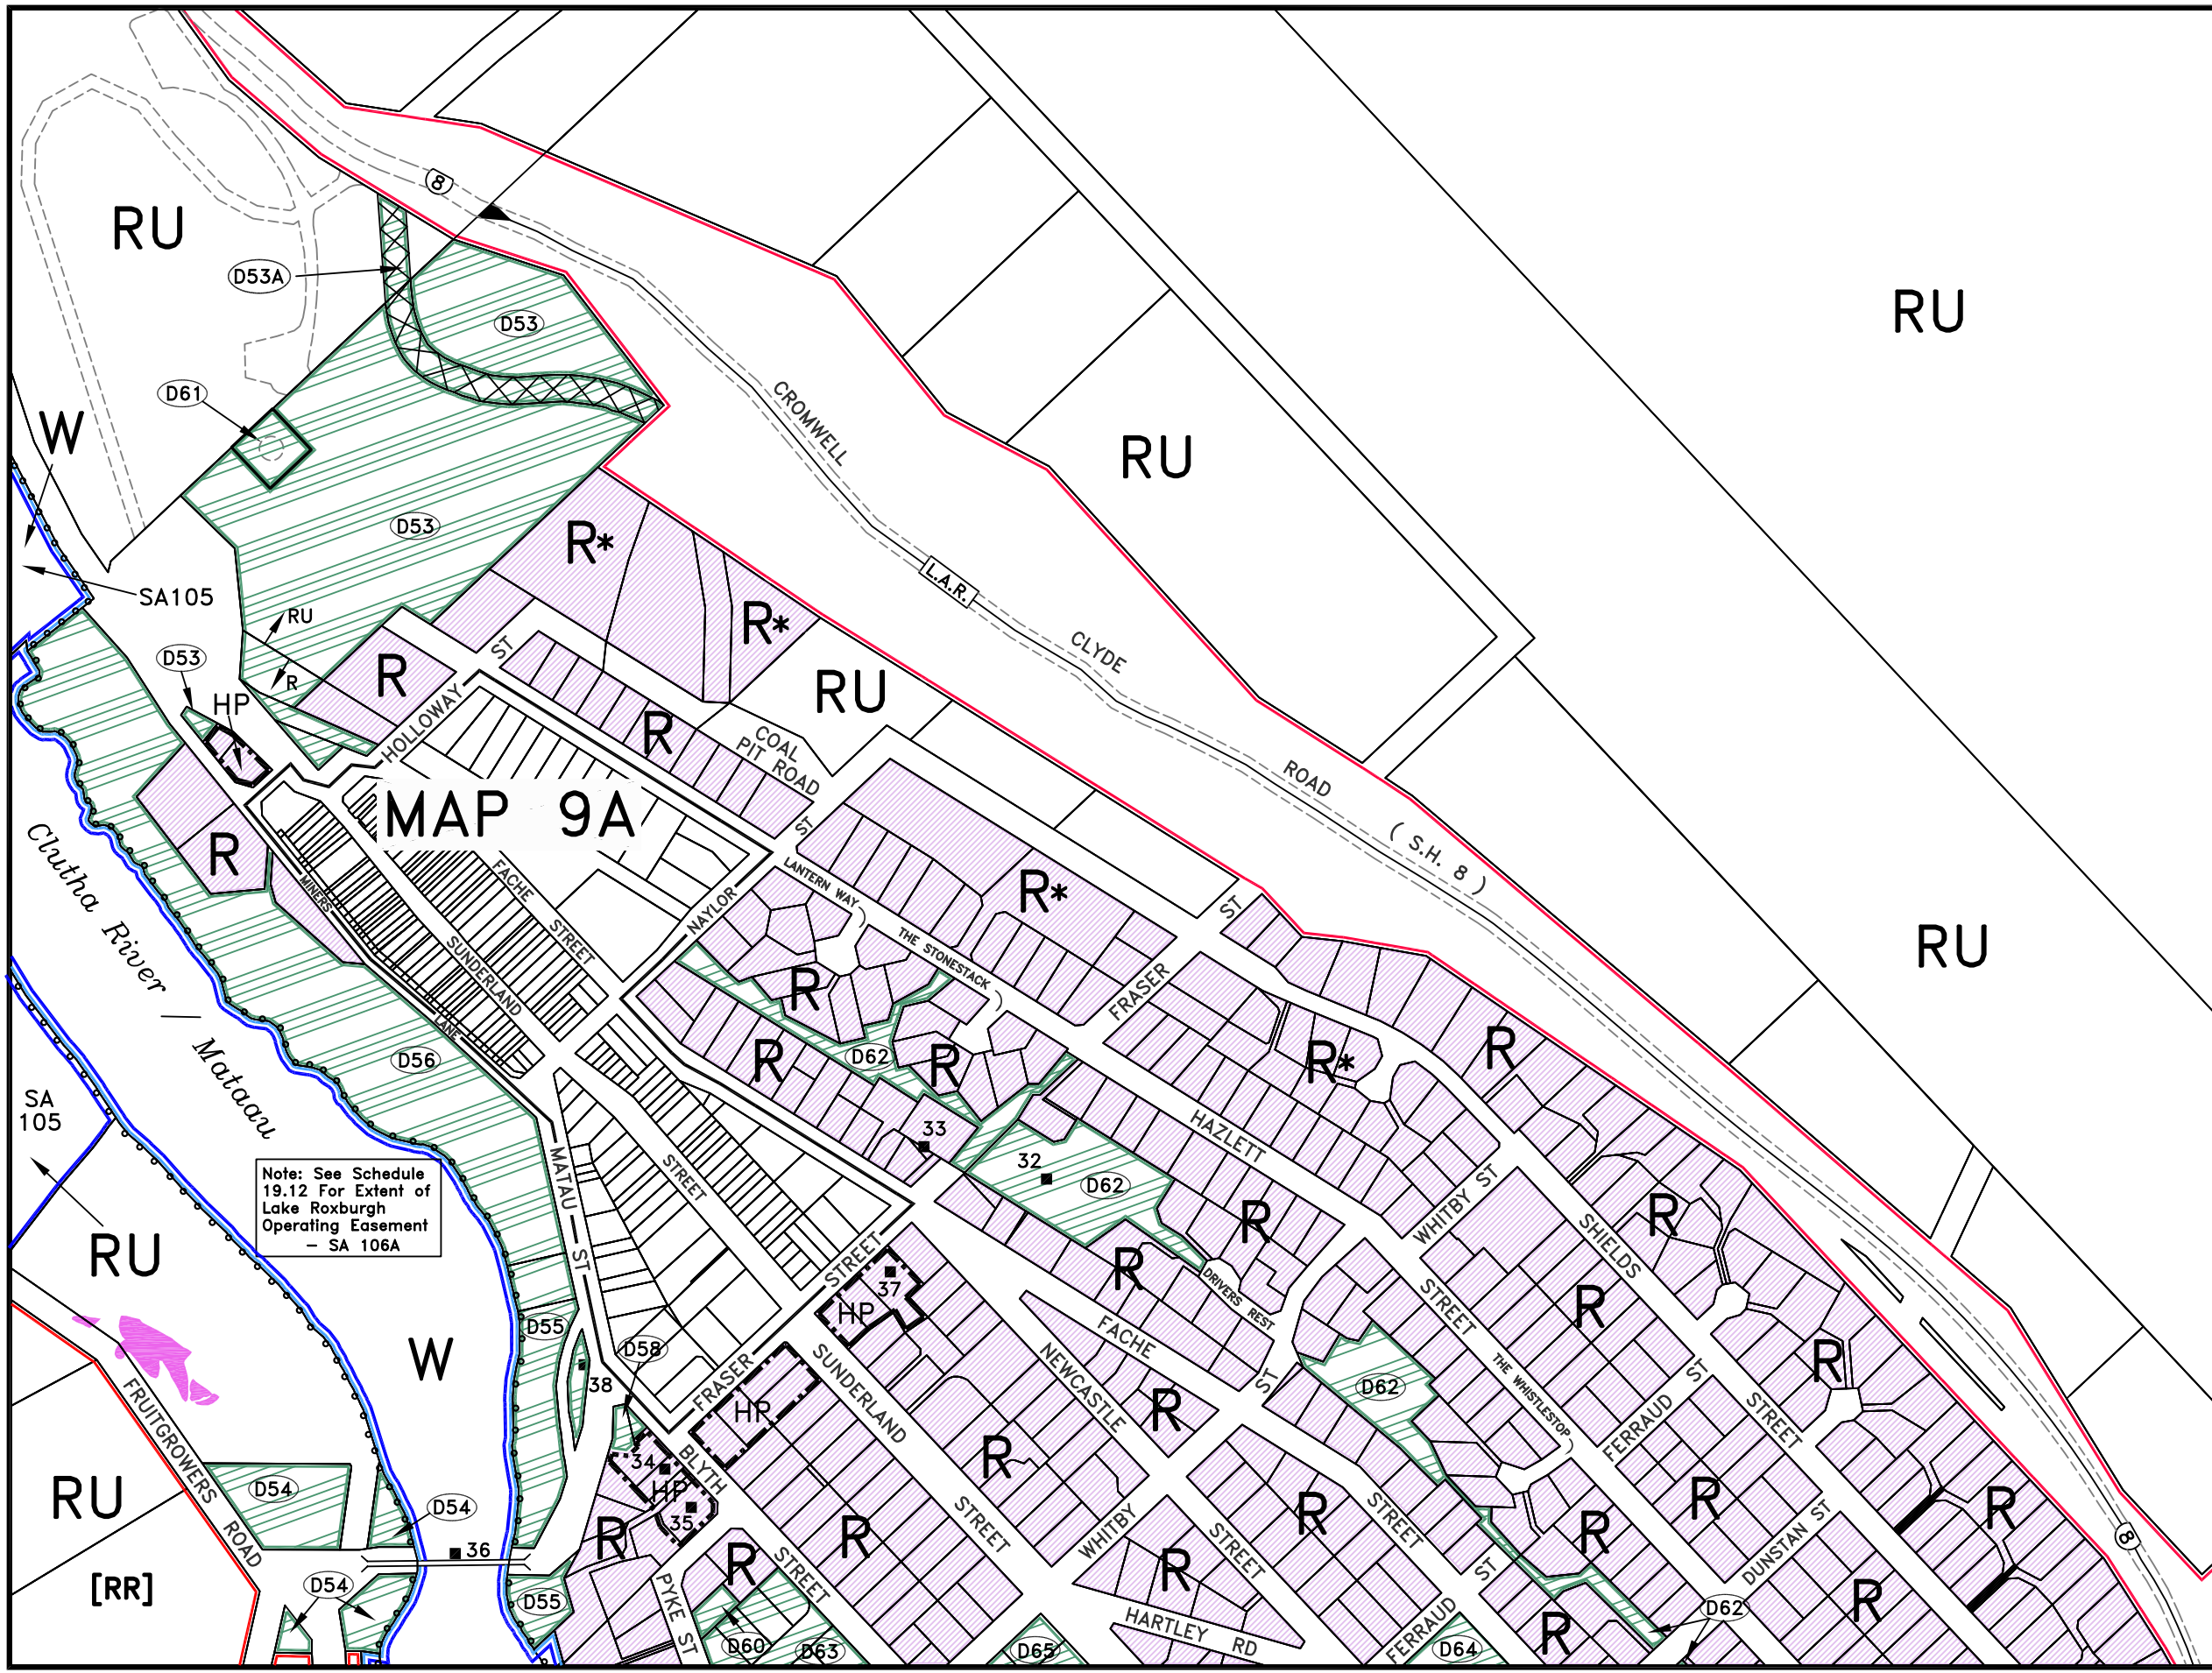 8
RU
D53A
D53
RU
D61
CROMWELL
W
RU
D53
R*
L.A.R.
SA105
RU
R*
CLYDE
D53
ST
R
R
RU
HP
HOLLOWAY
R
COAL
PIT ROAD
ROAD
MAP 9A
ST
( S.H. 8 )
R
Clutha River / Mataau
MINERS
FACHE
STREET
LANTERN WAY
R*
NAYLOR
ST
THE STONESTACK
RU
SUNDERLAND
R
FRASER
LANE
D56
R
D62
R
R*
R
SA
105
33
HAZLETT
MATAU
STREET
32
D62
WHITBY ST
Note: See Schedule
19.12 For Extent of
Lake Roxburgh
Operating Easement
- SA 106A
R
SHIELDS
R
RU
ST
STREET
37
HP
R
DRIVERS REST
STREET
R
D55
D58
FACHE
W
38
SUNDERLAND
NEWCASTLE
THE WHISTLESTOP
ST
R
FRASER
ST
D62
FRUITGROWERS
HP
R
FERRAUD
STREET
34
BLYTH
R
RU
D54
HP
D54
35
R
R
R
R
STREET
WHITBY
STREET
R
STREET
R
DUNSTAN ST
8
ROAD
36
R
STREET
R
ST
[RR]
D54
D55
PYKE ST
R
D62
HARTLEY RD
FERRAUD
R
D60
D63
D65
D64